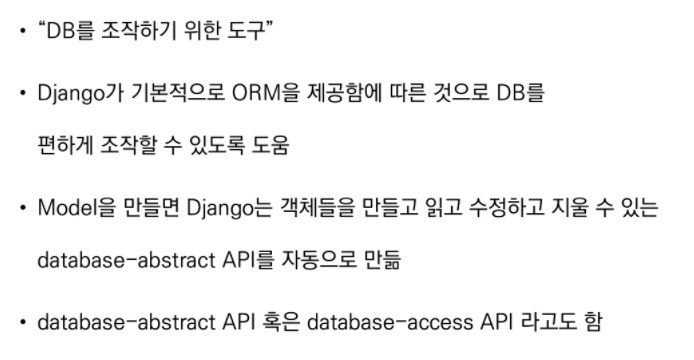 • “DB를 조작하기 위한 도구”
• Django가 기본적으로 ORM을 제공함에 따른 것으로 DB를
편하게 조작할 수 있도록 도움
• Model을 만들면 Django는 객체들을 만들고 읽고 수정하고 지울 수 있는
database-abstract API를 자동으로 만듦
• database-abstract API 혹은 database-access API 라고도 함